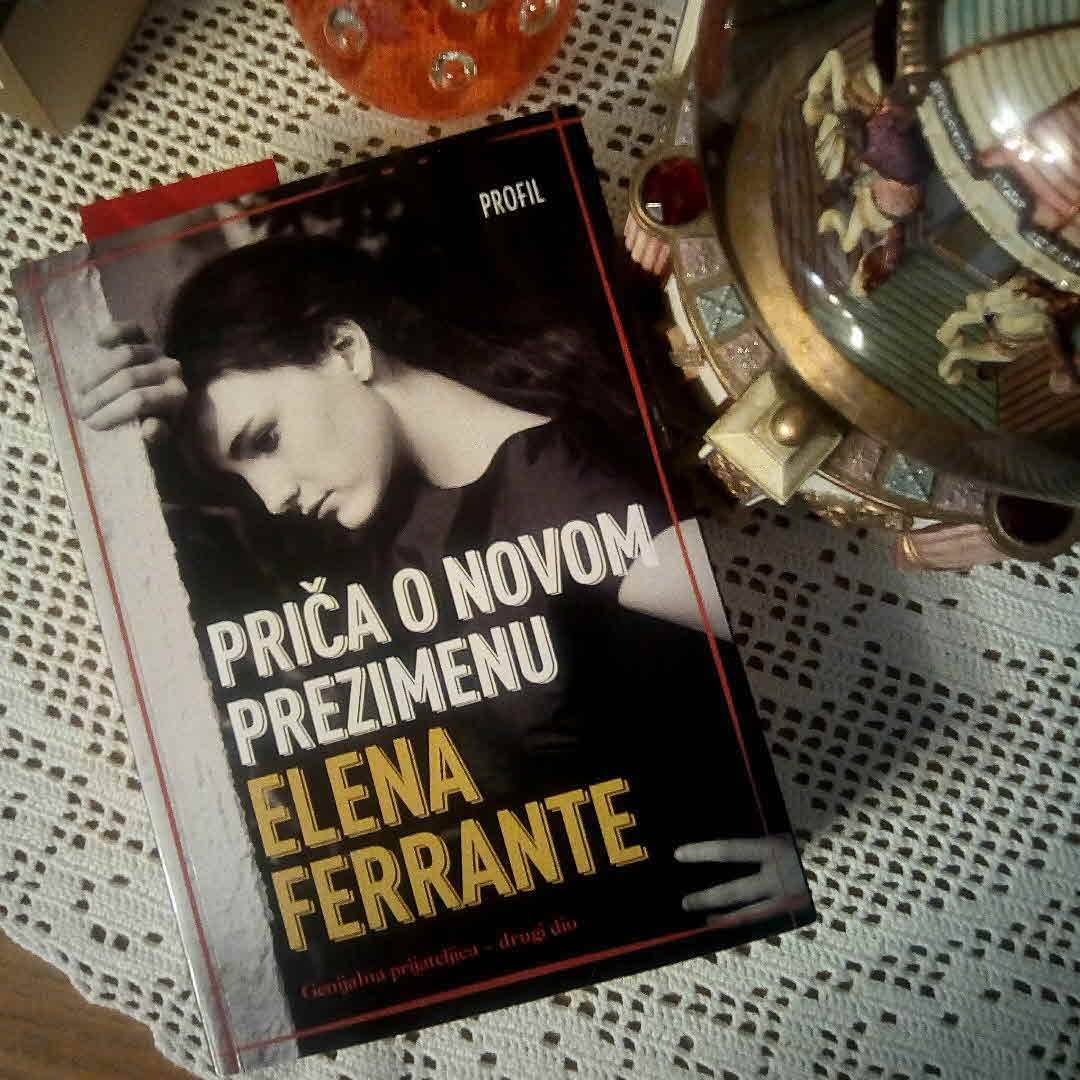 PROFIL
PRIČA O NOVOM
PREZIMENU
ELENA
FERRANTE
Genijalna prijateljica - drugi dio